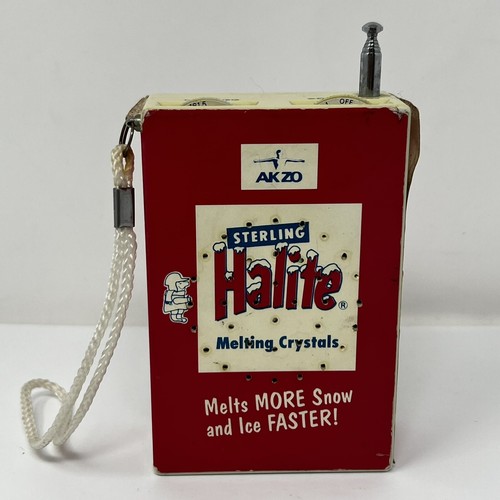 OFF
AKZO
STERLING
Halite®
Melting Crystals
Melts MORE Snow
and Ice FASTER!